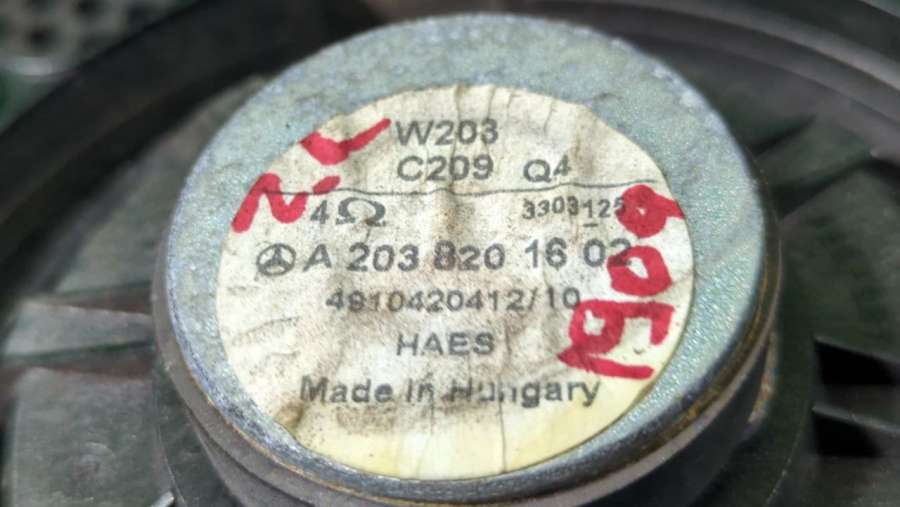 W203
C209 Q4
4Ω 3303125
A 203 820 16 02
4910420412/10
HAES
Made In Hungary